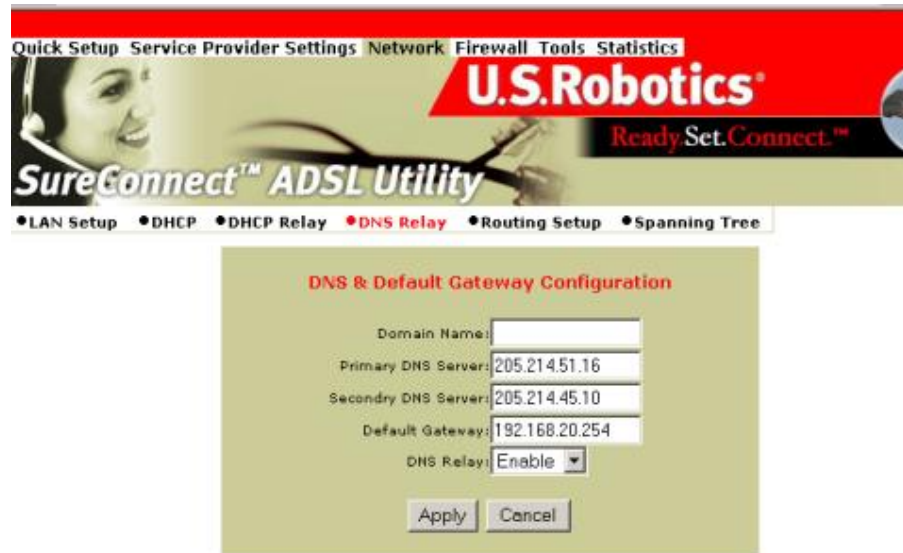 Quick Setup Service Provider Settings Network Firewall Tools Statistics
U.S.Robotics®
Ready.Set.Connect.™
SureConnect™ ADSL Utility
•LAN Setup •DHCP •DHCP Relay •DNS Relay •Routing Setup •Spanning Tree
DNS & Default Gateway Configuration
Domain Name:
Primary DNS Server: 205.214.51.16
Secondry DNS Server: 205.214.45.10
Default Gateway: 192.168.20.254
DNS Relay: Enable
Apply Cancel